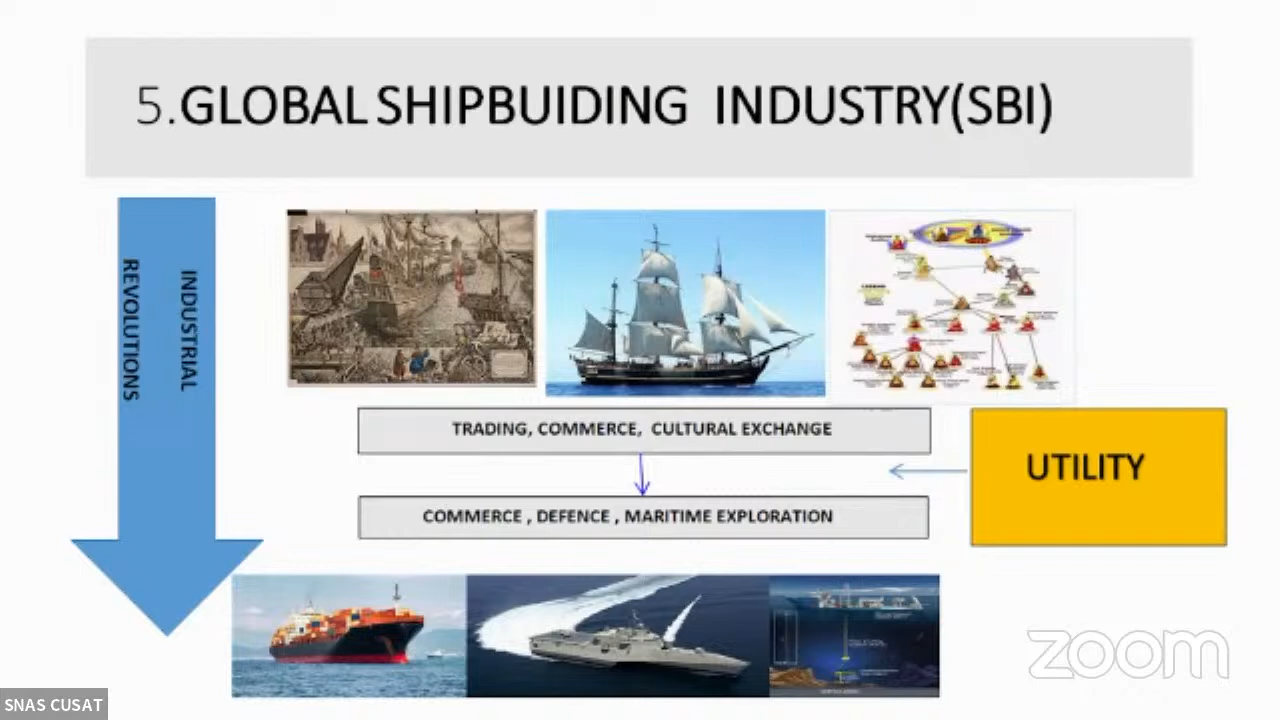 5.GLOBAL SHIPBUIDING INDUSTRY(SBI)
INDUSTRIAL
REVOLUTIONS
TRADING, COMMERCE, CULTURAL EXCHANGE
UTILITY
COMMERCE , DEFENCE , MARITIME EXPLORATION
zoom
SNAS CUSAT